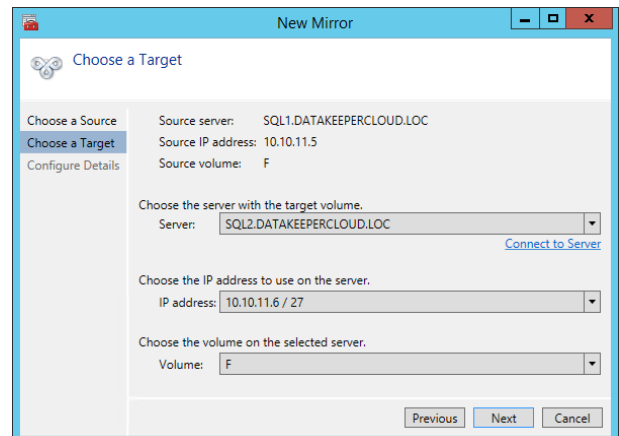 New Mirror
Choose a Target
Choose a Source
Choose a Target
Configure Details
Source server: SQL1.DATAKEEPERCLOUD.LOC
Source IP address: 10.10.11.5
Source volume: F
Choose the server with the target volume.
Server: SQL2.DATAKEEPERCLOUD.LOC
Connect to Server
Choose the IP address to use on the server.
IP address: 10.10.11.6 / 27
Choose the volume on the selected server.
Volume: F
Previous Next Cancel